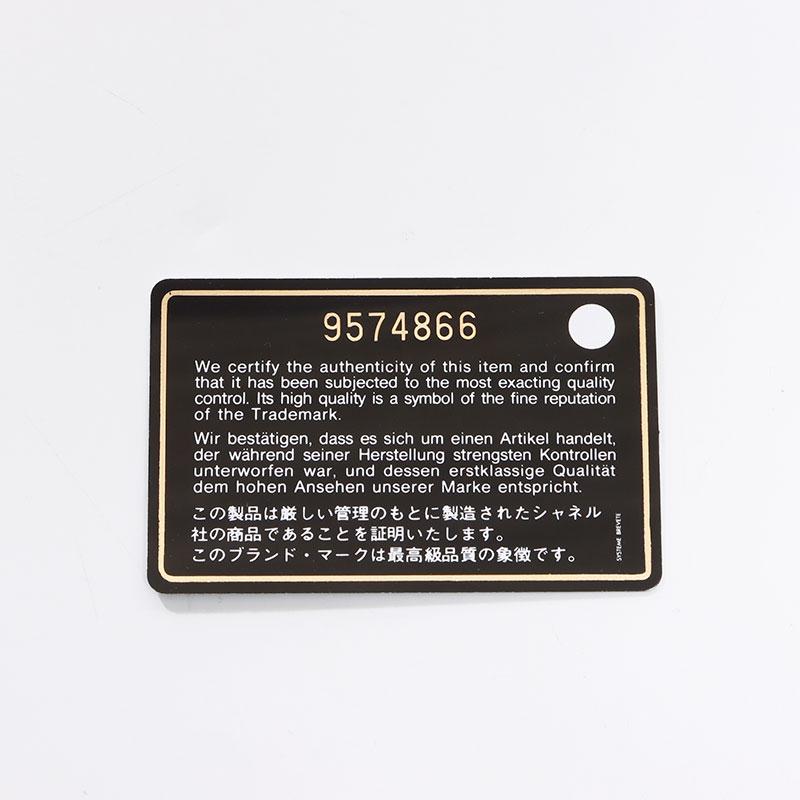 9574866
We certify the authenticity of this item and confirm
that it has been subjected to the most exacting quality
control. Its high quality is a symbol of the fine reputation
of the Trademark.
Wir bestätigen, dass es sich um einen Artikel handelt,
der während seiner Herstellung strengsten Kontrollen
unterworfen war, und dessen erstklassige Qualität
dem hohen Ansehen unserer Marke entspricht.
この製品は厳しい管理のもとに製造されたシャネル
社の商品であることを証明いたします。
このブランド・マークは最高級品質の象徴です。
SYSTEME BREVETE